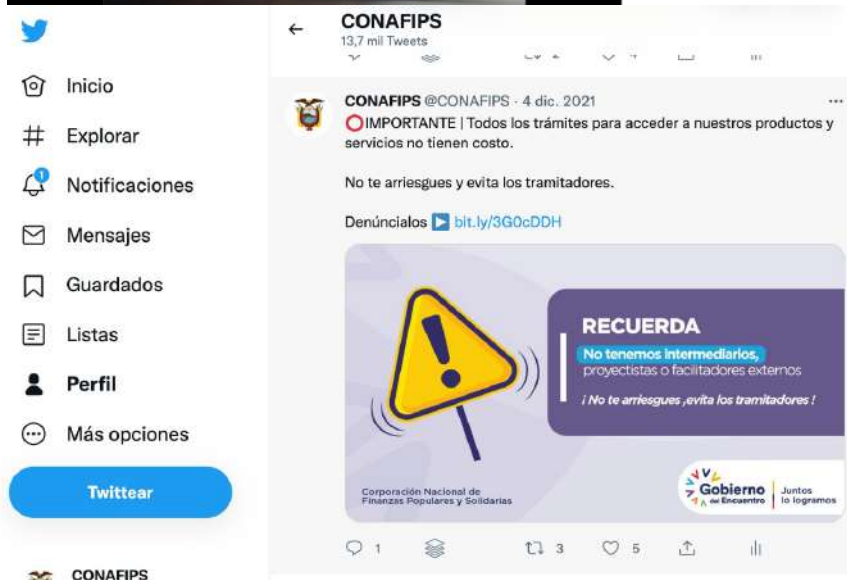 CONAFIPS
13,7 mil Tweets
Inicio
Explorar
1
Notificaciones
Mensajes
Guardados
Listas
Perfil
Más opciones
Twittear
CONAFIPS
CONAFIPS @CONAFIPS · 4 dic. 2021
IMPORTANTE | Todos los trámites para acceder a nuestros productos y
servicios no tienen costo.
No te arriesgues y evita los tramitadores.
Denúncialos bit.ly/3G0cDDH
RECUERDA
No tenemos intermediarios,
proyectistas o facilitadores externos
¡ No te arriesgues ,evita los tramitadores !
Corporación Nacional de
Finanzas Populares y Solidarias
Gobierno
del Encuentro
Juntos
lo logramos
1
3
5